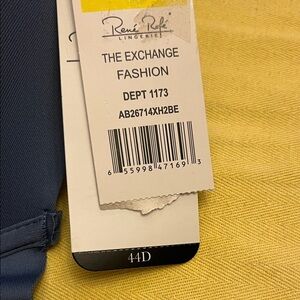 René Rofé
LINGERIE
THE EXCHANGE
FASHION
DEPT 1173
AB26714XH2BE
6 55998 47169 3
44D